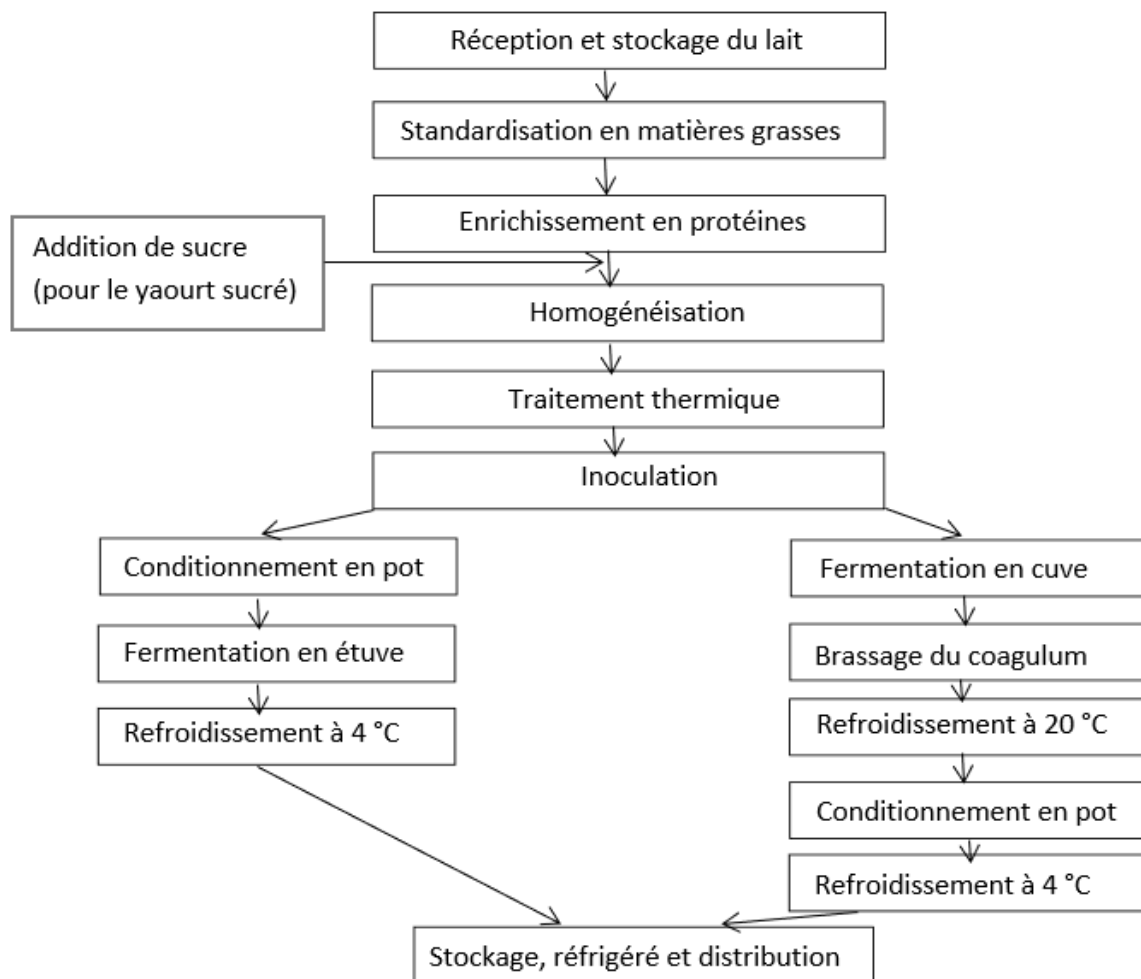 Réception et stockage du lait
Standardisation en matières grasses
Enrichissement en protéines
Addition de sucre
(pour le yaourt sucré)
Homogénéisation
Traitement thermique
Inoculation
Conditionnement en pot
Fermentation en étuve
Refroidissement à 4 °C
Fermentation en cuve
Brassage du coagulum
Refroidissement à 20 °C
Conditionnement en pot
Refroidissement à 4 °C
Stockage, réfrigéré et distribution